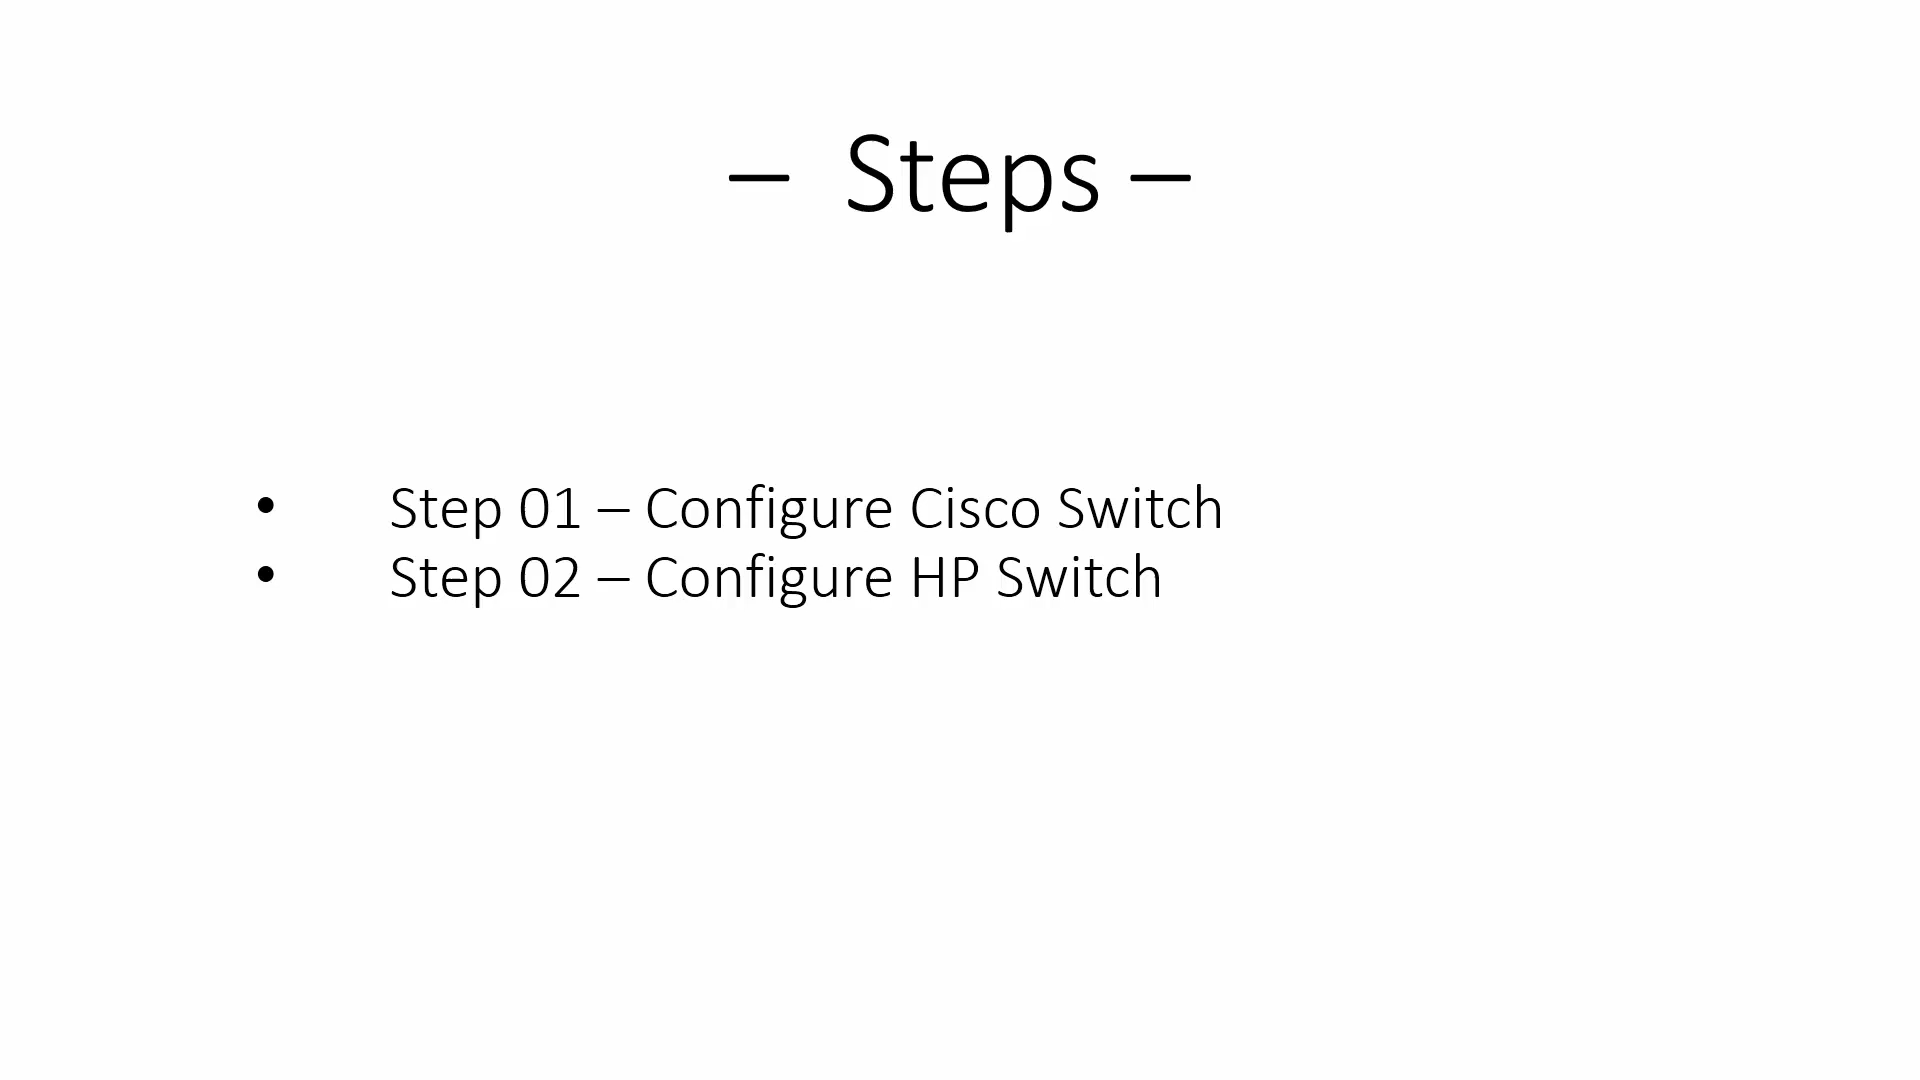 – Steps –
• Step 01 – Configure Cisco Switch
• Step 02 – Configure HP Switch